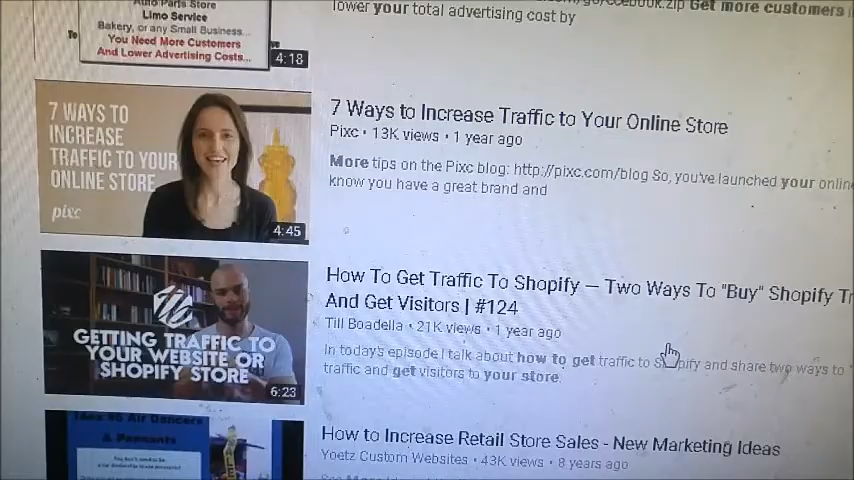 Auto Parts Store
Limo Service
Bakery, or any Small Business...
You Need More Customers
And Lower Advertising Costs...
To
4:18
Get more customers
lower your total advertising cost by
7 WAYS TO
INCREASE
TRAFFIC TO YOUR
ONLINE STORE
pixc
4:45
7 Ways to Increase Traffic to Your Online Store
Pixc • 13K views • 1 year ago
More tips on the Pixc blog: http://pixc.com/blog So, you've launched your onlin
know you have a great brand and
GETTING TRAFFIC TO
YOUR WEBSITE OR
SHOPIFY STORE
6:23
How To Get Traffic To Shopify — Two Ways To "Buy" Shopify Tr
And Get Visitors | #124
Till Boadella • 21K views • 1 year ago
In today's episode I talk about how to get traffic to Shopify and share two ways to
traffic and get visitors to your store.
& Pennants
How to Increase Retail Store Sales - New Marketing Ideas
Yoetz Custom Websites • 43K views • 8 years ago